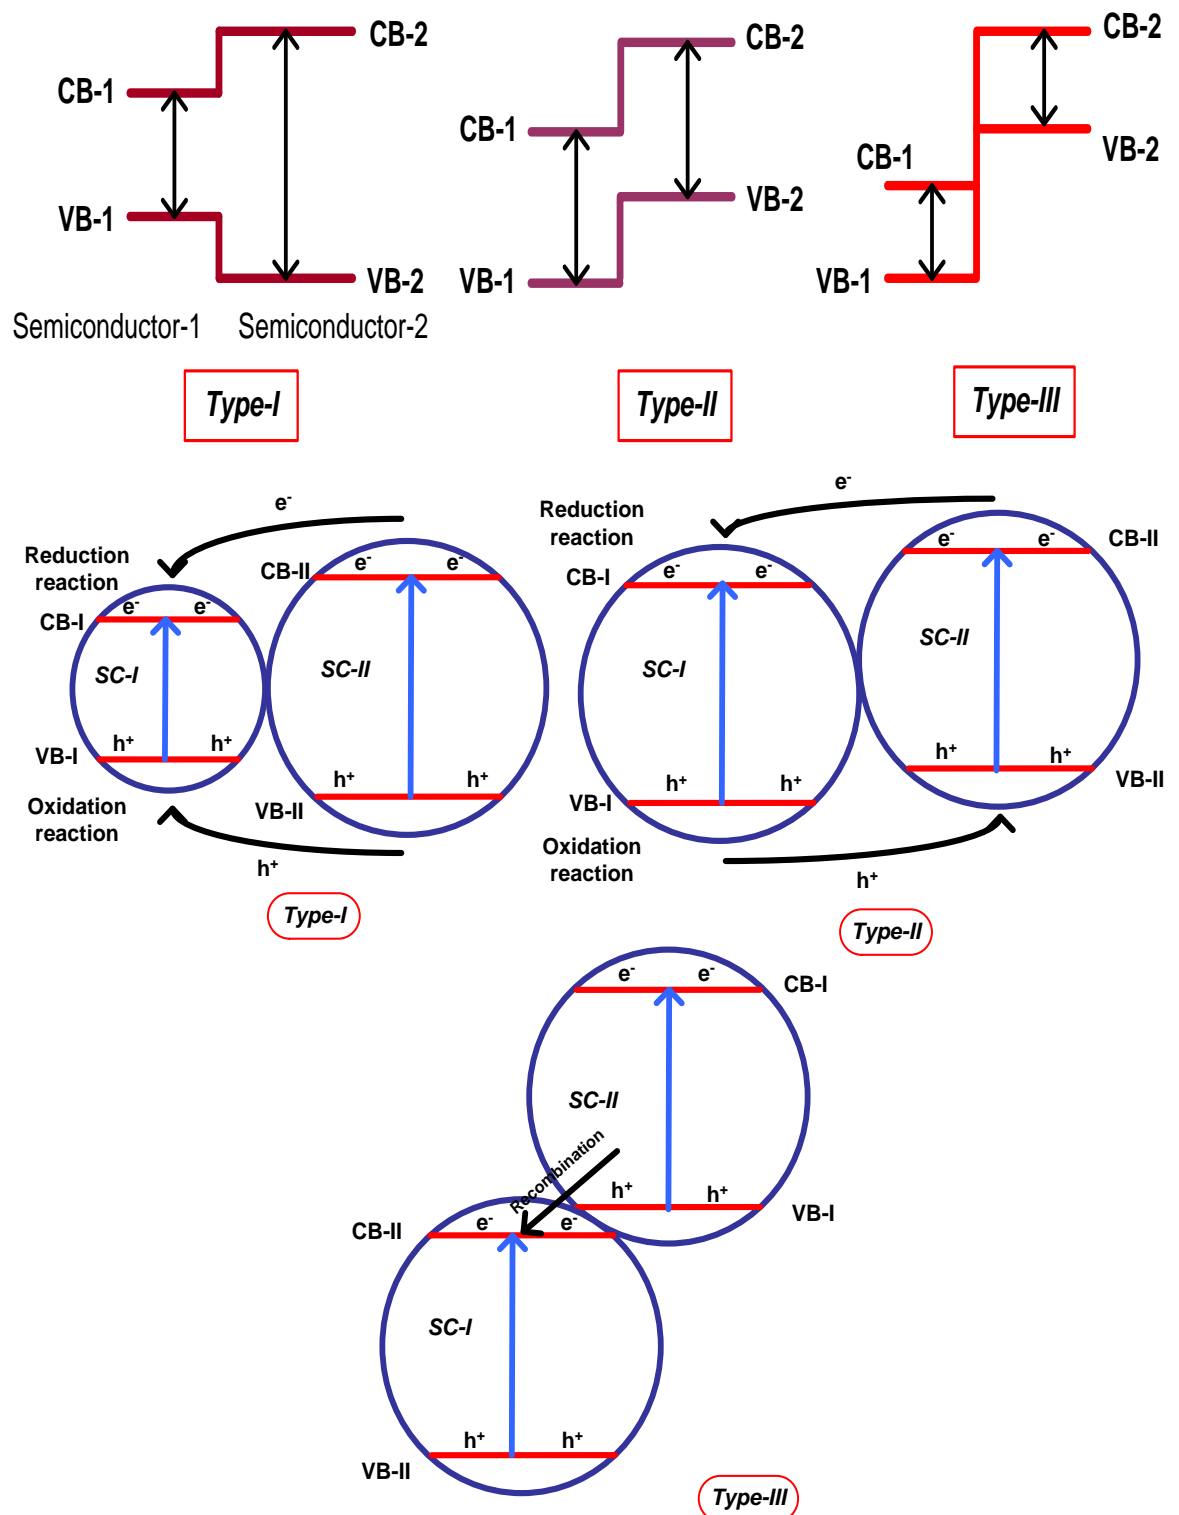 CB-2
CB-1
VB-1
VB-2
Semiconductor-1 Semiconductor-2
Type-I
CB-2
CB-1
VB-2
VB-1
Type-II
CB-2
VB-2
CB-1
VB-1
Type-III
e-
Reduction
reaction
CB-II
e- e-
CB-I
e- e-
SC-I
SC-II
VB-I
h+ h+
h+ h+
VB-II
Oxidation
reaction
h+
Type-I
e-
Reduction
reaction
CB-II
e- e-
CB-I
e- e-
SC-I
SC-II
h+ h+
VB-II
h+ h+
VB-I
Oxidation
reaction
h+
Type-II
e- e-
CB-I
SC-II
Recombination
h+ h+
VB-I
CB-II
e- e-
SC-I
h+ h+
VB-II
Type-III